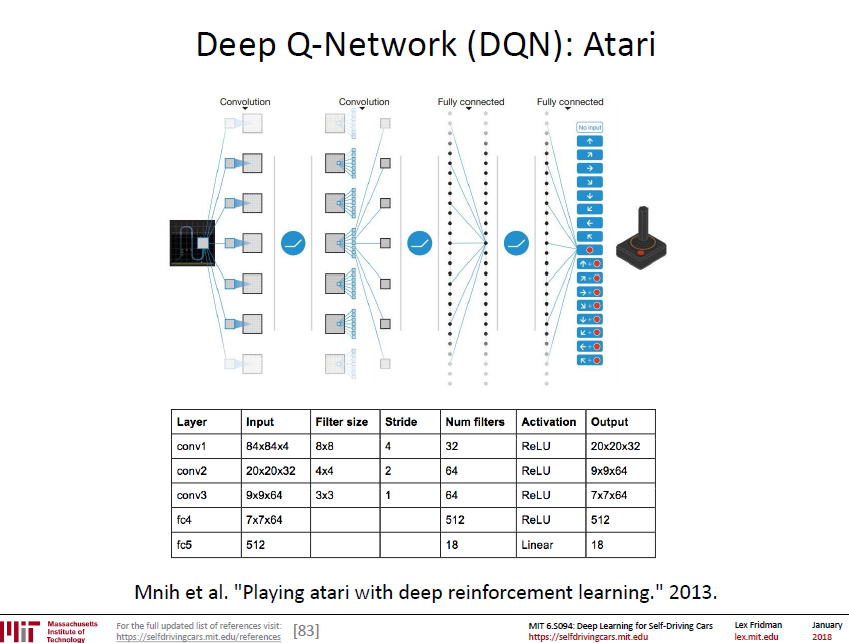 Deep Q-Network (DQN): Atari
Convolution Convolution Fully connected Fully connected
No input
Layer Input Filter size Stride Num filters Activation Output
conv1 84x84x4 8x8 4 32 ReLU 20x20x32
conv2 20x20x32 4x4 2 64 ReLU 9x9x64
conv3 9x9x64 3x3 1 64 ReLU 7x7x64
fc4 7x7x64 512 ReLU 512
fc5 512 18 Linear 18
Mnih et al. "Playing atari with deep reinforcement learning." 2013.
Massachusetts
Institute of
Technology
For the full updated list of references visit:
https://selfdrivingcars.mit.edu/references
[83]
MIT 6.S094: Deep Learning for Self-Driving Cars
https://selfdrivingcars.mit.edu
Lex Fridman
lex.mit.edu
January
2018